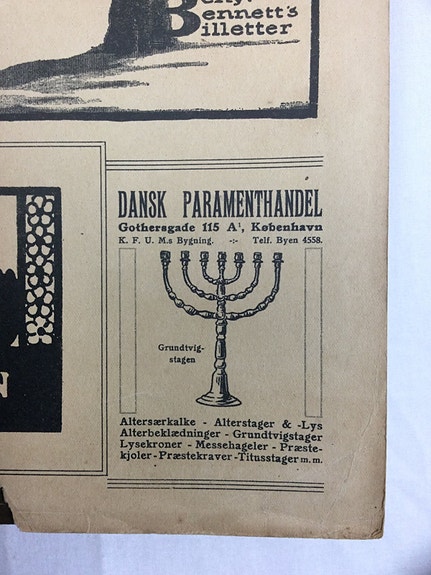 Bennett's
Billetter
DANSK PARAMENTHANDEL
Gothersgade 115 A¹, København
K. F. U. M.s Bygning. -:- Telf. Byen 4558.
Grundtvig-
stagen
Altersærkalke - Alterstager & -Lys
Alterbeklædninger - Grundtvigstager
Lysekroner - Messehageler - Præste-
kjoler - Præstekraver - Titusstager m. m.
N